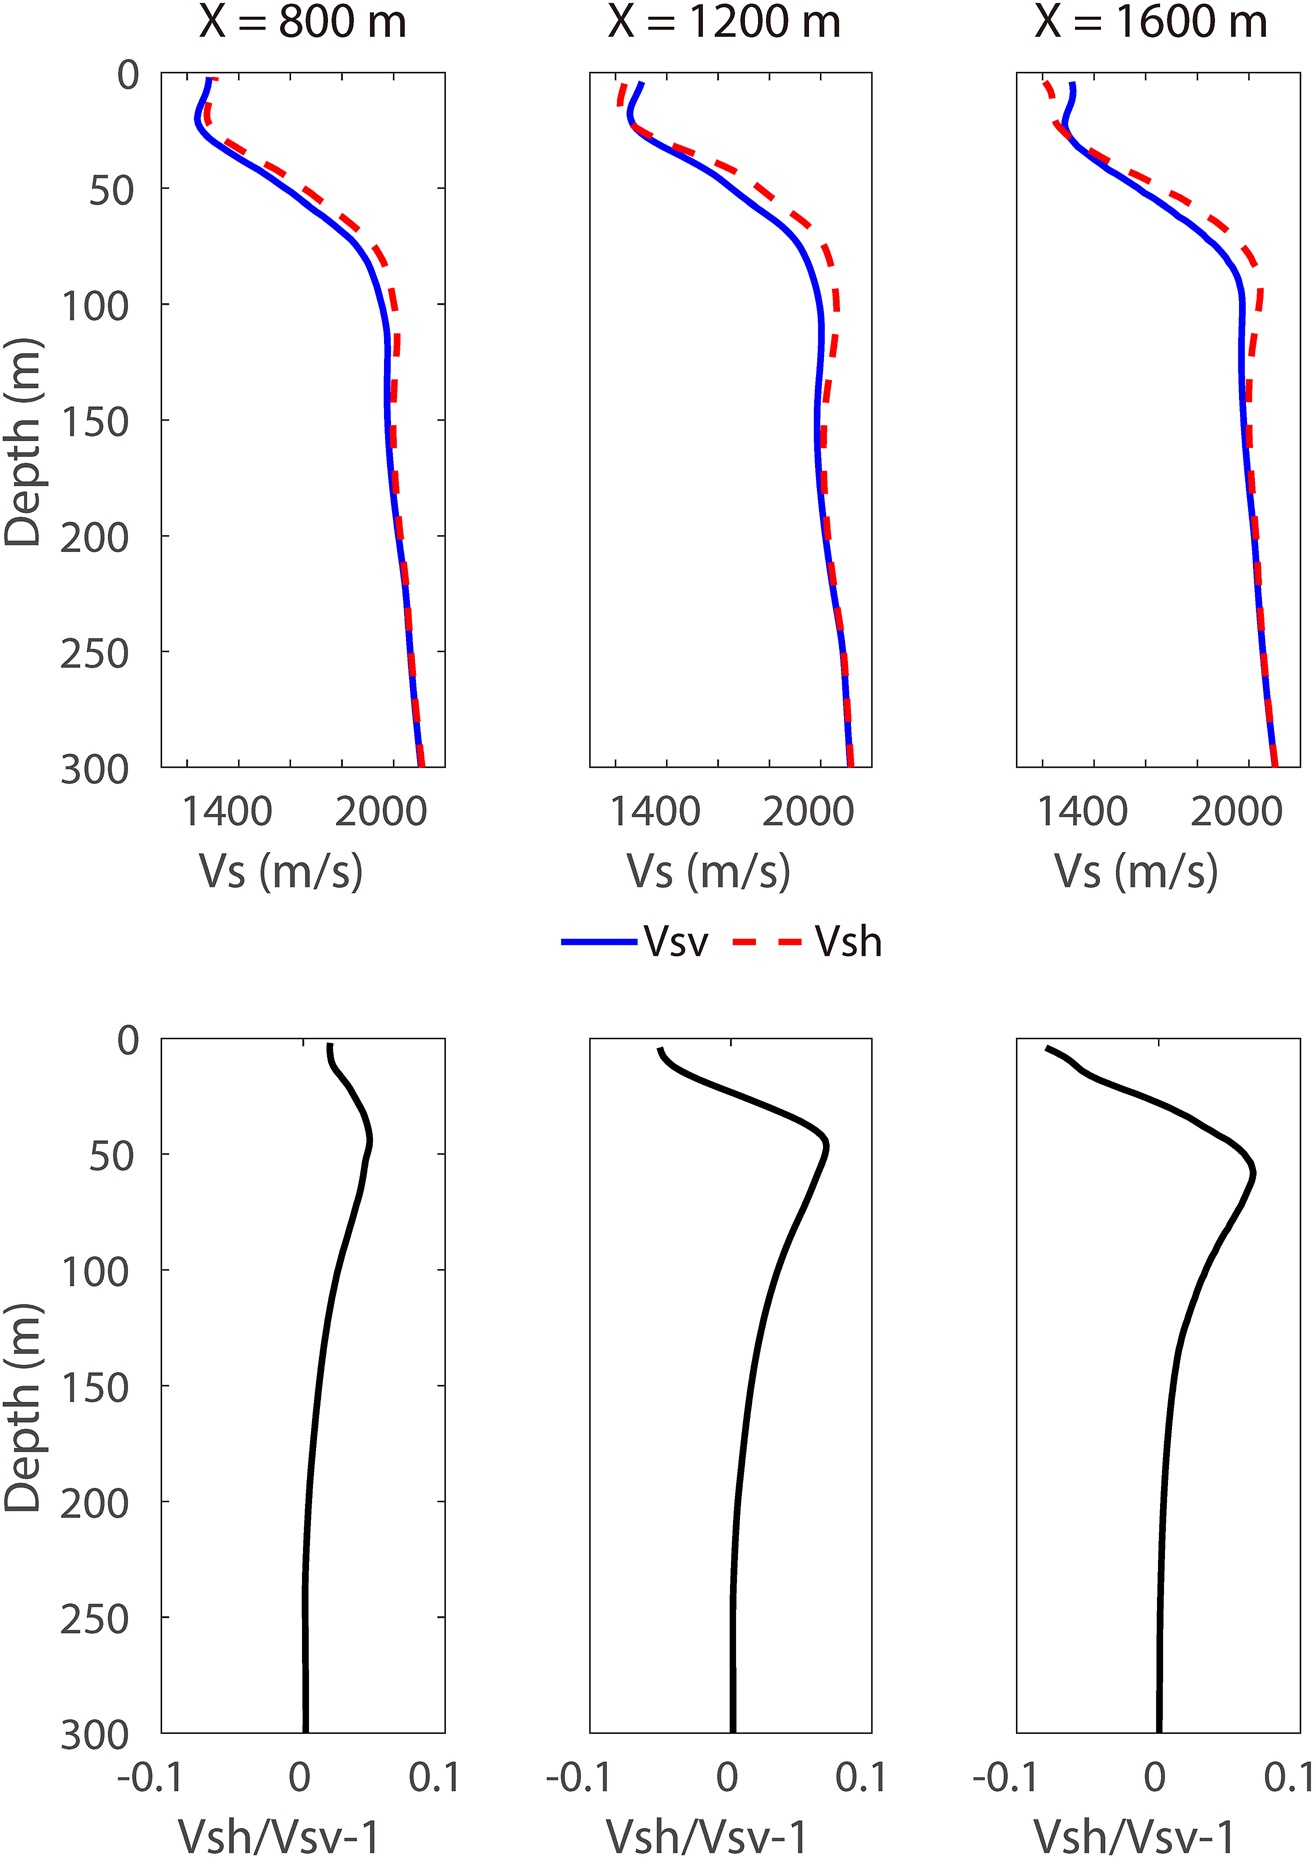 X = 800 m X = 1200 m X = 1600 m
0
50
100
150
200
250
300
Depth (m)
1400 2000 1400 2000 1400 2000
Vs (m/s) Vs (m/s) Vs (m/s)
Vsv Vsh
0
50
100
150
200
250
300
Depth (m)
-0.1 0 0.1 -0.1 0 0.1 -0.1 0 0.1
Vsh/Vsv-1 Vsh/Vsv-1 Vsh/Vsv-1